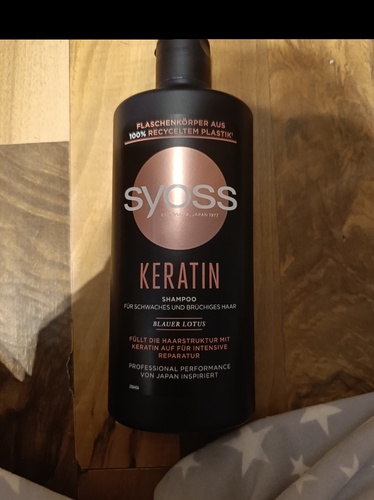 FLASCHENKÖRPER AUS
100% RECYCELTEM PLASTIK¹
syoss
KERATIN
SHAMPOO
FÜR SCHWACHES UND BRÜCHIGES HAAR
BLAUER LOTUS
FÜLLT DIE HAARSTRUKTUR MIT
KERATIN AUF FÜR INTENSIVE
REPARATUR
PROFESSIONAL PERFORMANCE
VON JAPAN INSPIRIERT